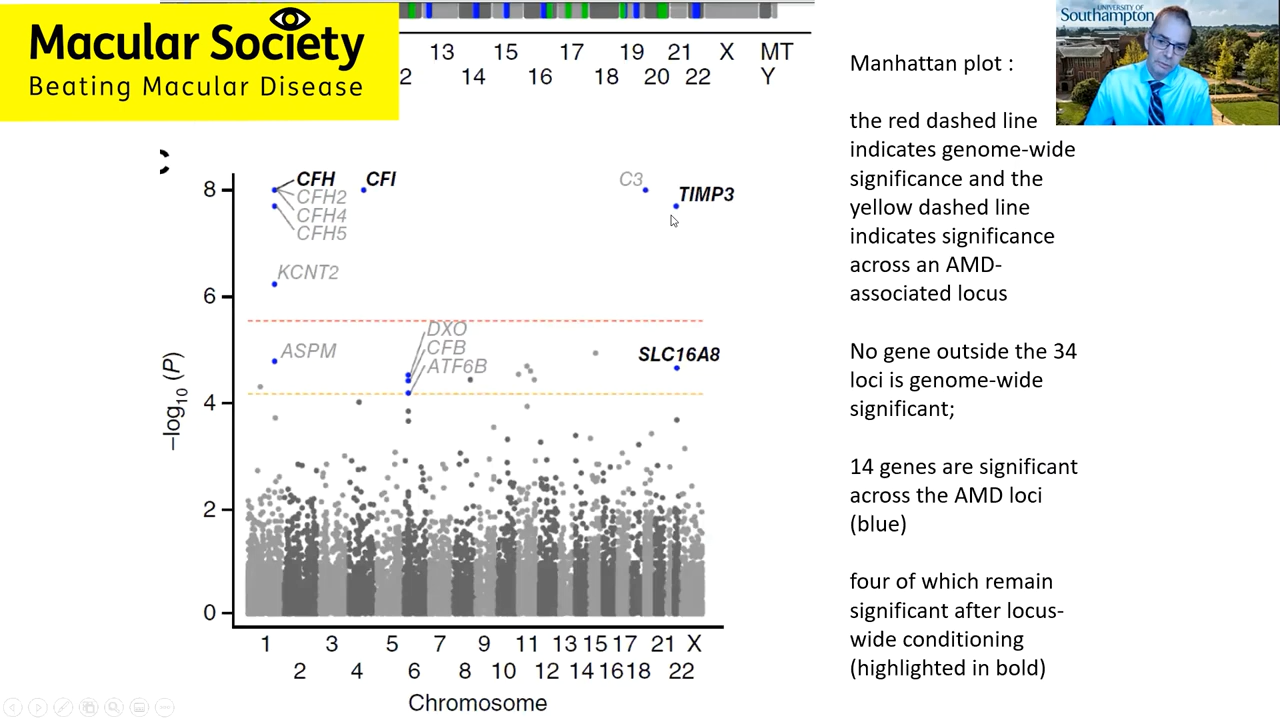 Macular Society
Beating Macular Disease
13 15 17 19 21 X MT
2 14 16 18 20 22 Y
UNIVERSITY OF
Southampton
Manhattan plot :
the red dashed line
indicates genome-wide
significance and the
yellow dashed line
indicates significance
across an AMD-
associated locus
No gene outside the 34
loci is genome-wide
significant;
14 genes are significant
across the AMD loci
(blue)
four of which remain
significant after locus-
wide conditioning
(highlighted in bold)
8
6
4
2
0
–log10 (P)
CFH
CFH2
CFH4
CFH5
CFI
C3
TIMP3
KCNT2
ASPM
DXO
CFB
ATF6B
SLC16A8
1 3 5 7 9 11 13 15 17 21 X
2 4 6 8 10 12 14 16 18 22
Chromosome